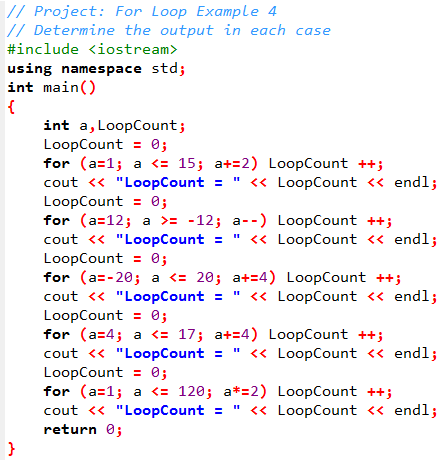 // Project: For Loop Example 4
// Determine the output in each case
#include <iostream>
using namespace std;
int main()
{
    int a,LoopCount;
    LoopCount = 0;
    for (a=1; a <= 15; a+=2) LoopCount ++;
    cout << "LoopCount = " << LoopCount << endl;
    LoopCount = 0;
    for (a=12; a >= -12; a--) LoopCount ++;
    cout << "LoopCount = " << LoopCount << endl;
    LoopCount = 0;
    for (a=-20; a <= 20; a+=4) LoopCount ++;
    cout << "LoopCount = " << LoopCount << endl;
    LoopCount = 0;
    for (a=4; a <= 17; a+=4) LoopCount ++;
    cout << "LoopCount = " << LoopCount << endl;
    LoopCount = 0;
    for (a=1; a <= 120; a*=2) LoopCount ++;
    cout << "LoopCount = " << LoopCount << endl;
    return 0;
}